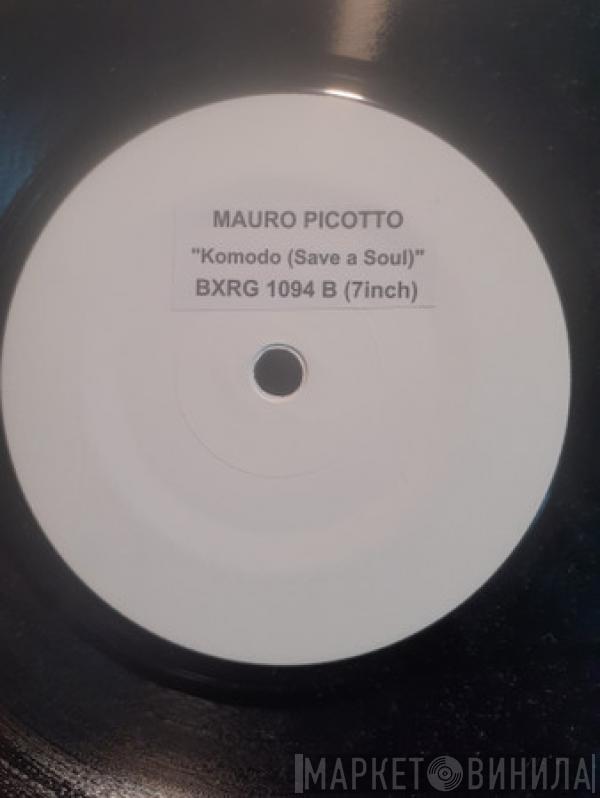 MAURO PICOTTO
"Komodo (Save a Soul)"
BXRG 1094 B (7inch)
МАРКЕТ ВИНИЛА